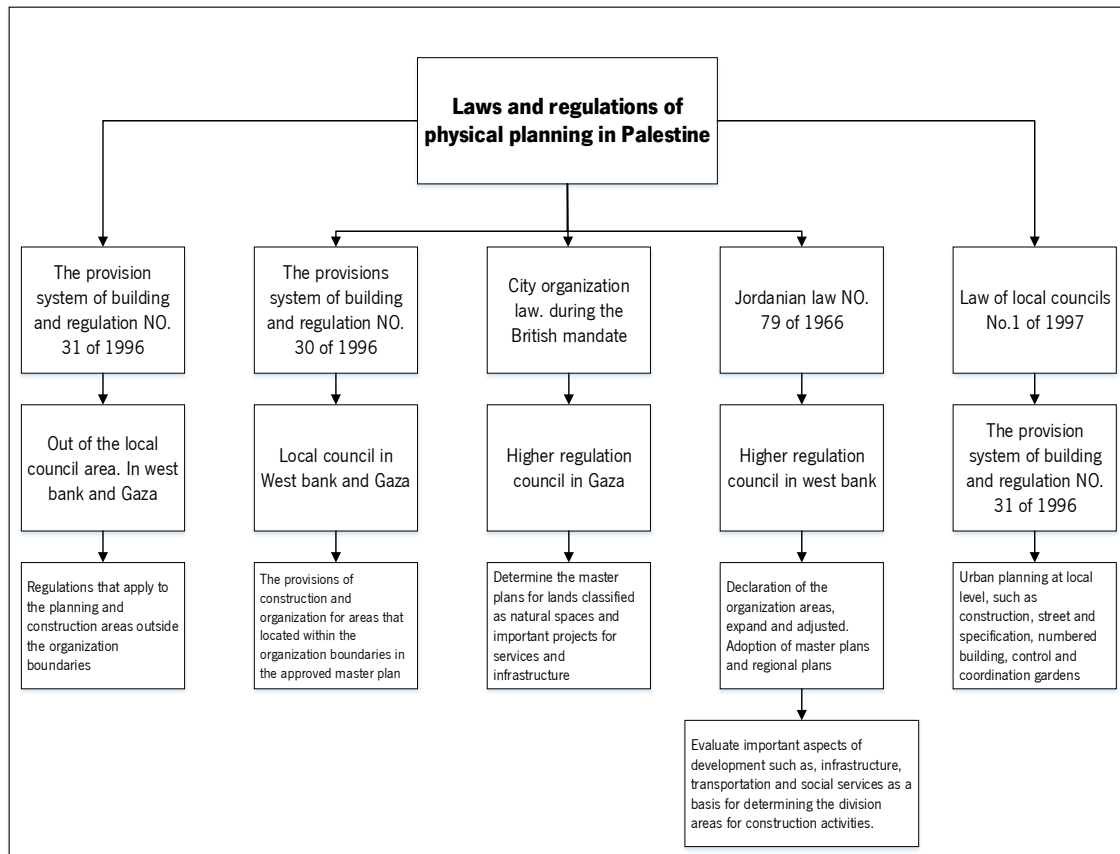 Laws and regulations of
physical planning in Palestine
The provision
system of building
and regulation NO.
31 of 1996
The provisions
system of building
and regulation NO.
30 of 1996
City organization
law. during the
British mandate
Jordanian law NO.
79 of 1966
Law of local councils
No.1 of 1997
Out of the local
council area. In west
bank and Gaza
Local council in
West bank and Gaza
Higher regulation
council in Gaza
Higher regulation
council in west bank
The provision
system of building
and regulation NO.
31 of 1996
Regulations that apply to
the planning and
construction areas outside
the organization
boundaries
The provisions of
construction and
organization for areas that
located within the
organization boundaries in
the approved master plan
Determine the master
plans for lands classified
as natural spaces and
important projects for
services and
infrastructure
Declaration of the
organization areas,
expand and adjusted.
Adoption of master plans
and regional plans
Urban planning at local
level, such as
construction, street and
specification, numbered
building, control and
coordination gardens
Evaluate important aspects of
development such as, infrastructure,
transportation and social services as a
basis for determining the division
areas for construction activities.